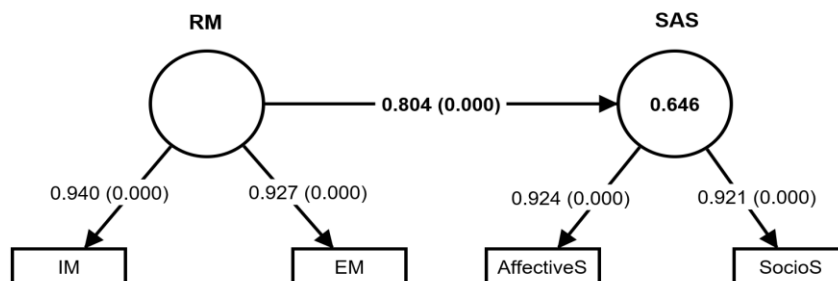 RM
SAS
0.804 (0.000)
0.646
0.940 (0.000)
0.927 (0.000)
0.924 (0.000)
0.921 (0.000)
IM
EM
AffectiveS
SocioS